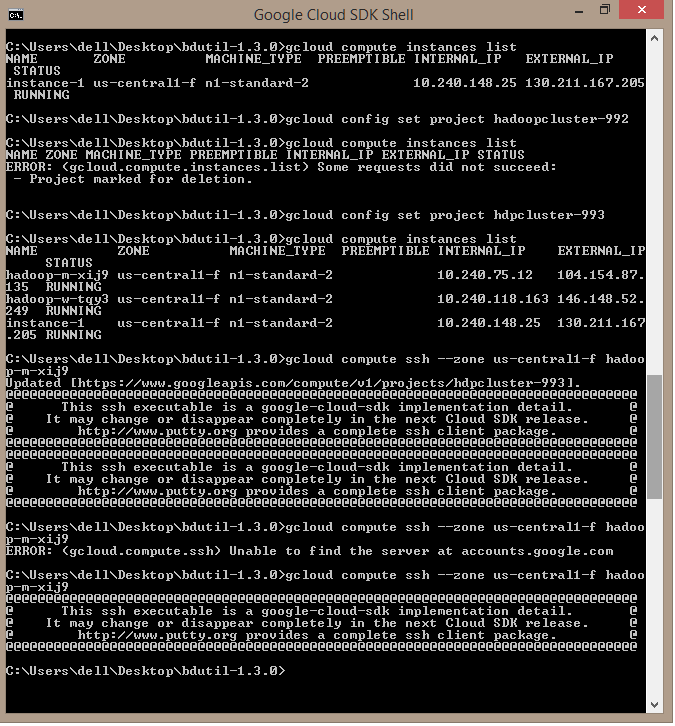 Google Cloud SDK Shell
C:\Users\dell\Desktop\bdutil-1.3.0>gcloud compute instances list
NAME ZONE MACHINE_TYPE PREEMPTIBLE INTERNAL_IP EXTERNAL_IP
STATUS
instance-1 us-central1-f n1-standard-2 10.240.148.25 130.211.167.205
RUNNING
C:\Users\dell\Desktop\bdutil-1.3.0>gcloud config set project hadoopcluster-992
C:\Users\dell\Desktop\bdutil-1.3.0>gcloud compute instances list
NAME ZONE MACHINE_TYPE PREEMPTIBLE INTERNAL_IP EXTERNAL_IP STATUS
ERROR: (gcloud.compute.instances.list) Some requests did not succeed:
- Project marked for deletion.
C:\Users\dell\Desktop\bdutil-1.3.0>gcloud config set project hdpcluster-993
C:\Users\dell\Desktop\bdutil-1.3.0>gcloud compute instances list
NAME ZONE MACHINE_TYPE PREEMPTIBLE INTERNAL_IP EXTERNAL_IP
STATUS
hadoop-m-xij9 us-central1-f n1-standard-2 10.240.75.12 104.154.87.
135 RUNNING
hadoop-w-tqy3 us-central1-f n1-standard-2 10.240.118.163 146.148.52.
249 RUNNING
instance-1 us-central1-f n1-standard-2 10.240.148.25 130.211.167
.205 RUNNING
C:\Users\dell\Desktop\bdutil-1.3.0>gcloud compute ssh --zone us-central1-f hadoo
p-m-xij9
Updated [https://www.googleapis.com/compute/v1/projects/hdpcluster-993].
@@@@@@@@@@@@@@@@@@@@@@@@@@@@@@@@@@@@@@@@@@@@@@@@@@@@@@@@@@@@@@@@@@@@@@@@@@@@@@@
@ This ssh executable is a google-cloud-sdk implementation detail. @
@ It may change or disappear completely in the next Cloud SDK release. @
@ http://www.putty.org provides a complete ssh client package. @
@@@@@@@@@@@@@@@@@@@@@@@@@@@@@@@@@@@@@@@@@@@@@@@@@@@@@@@@@@@@@@@@@@@@@@@@@@@@@@@
@@@@@@@@@@@@@@@@@@@@@@@@@@@@@@@@@@@@@@@@@@@@@@@@@@@@@@@@@@@@@@@@@@@@@@@@@@@@@@@
@ This ssh executable is a google-cloud-sdk implementation detail. @
@ It may change or disappear completely in the next Cloud SDK release. @
@ http://www.putty.org provides a complete ssh client package. @
@@@@@@@@@@@@@@@@@@@@@@@@@@@@@@@@@@@@@@@@@@@@@@@@@@@@@@@@@@@@@@@@@@@@@@@@@@@@@@@
C:\Users\dell\Desktop\bdutil-1.3.0>gcloud compute ssh --zone us-central1-f hadoo
p-m-xij9
ERROR: (gcloud.compute.ssh) Unable to find the server at accounts.google.com
C:\Users\dell\Desktop\bdutil-1.3.0>gcloud compute ssh --zone us-central1-f hadoo
p-m-xij9
@@@@@@@@@@@@@@@@@@@@@@@@@@@@@@@@@@@@@@@@@@@@@@@@@@@@@@@@@@@@@@@@@@@@@@@@@@@@@@@
@ This ssh executable is a google-cloud-sdk implementation detail. @
@ It may change or disappear completely in the next Cloud SDK release. @
@ http://www.putty.org provides a complete ssh client package. @
@@@@@@@@@@@@@@@@@@@@@@@@@@@@@@@@@@@@@@@@@@@@@@@@@@@@@@@@@@@@@@@@@@@@@@@@@@@@@@@
C:\Users\dell\Desktop\bdutil-1.3.0>